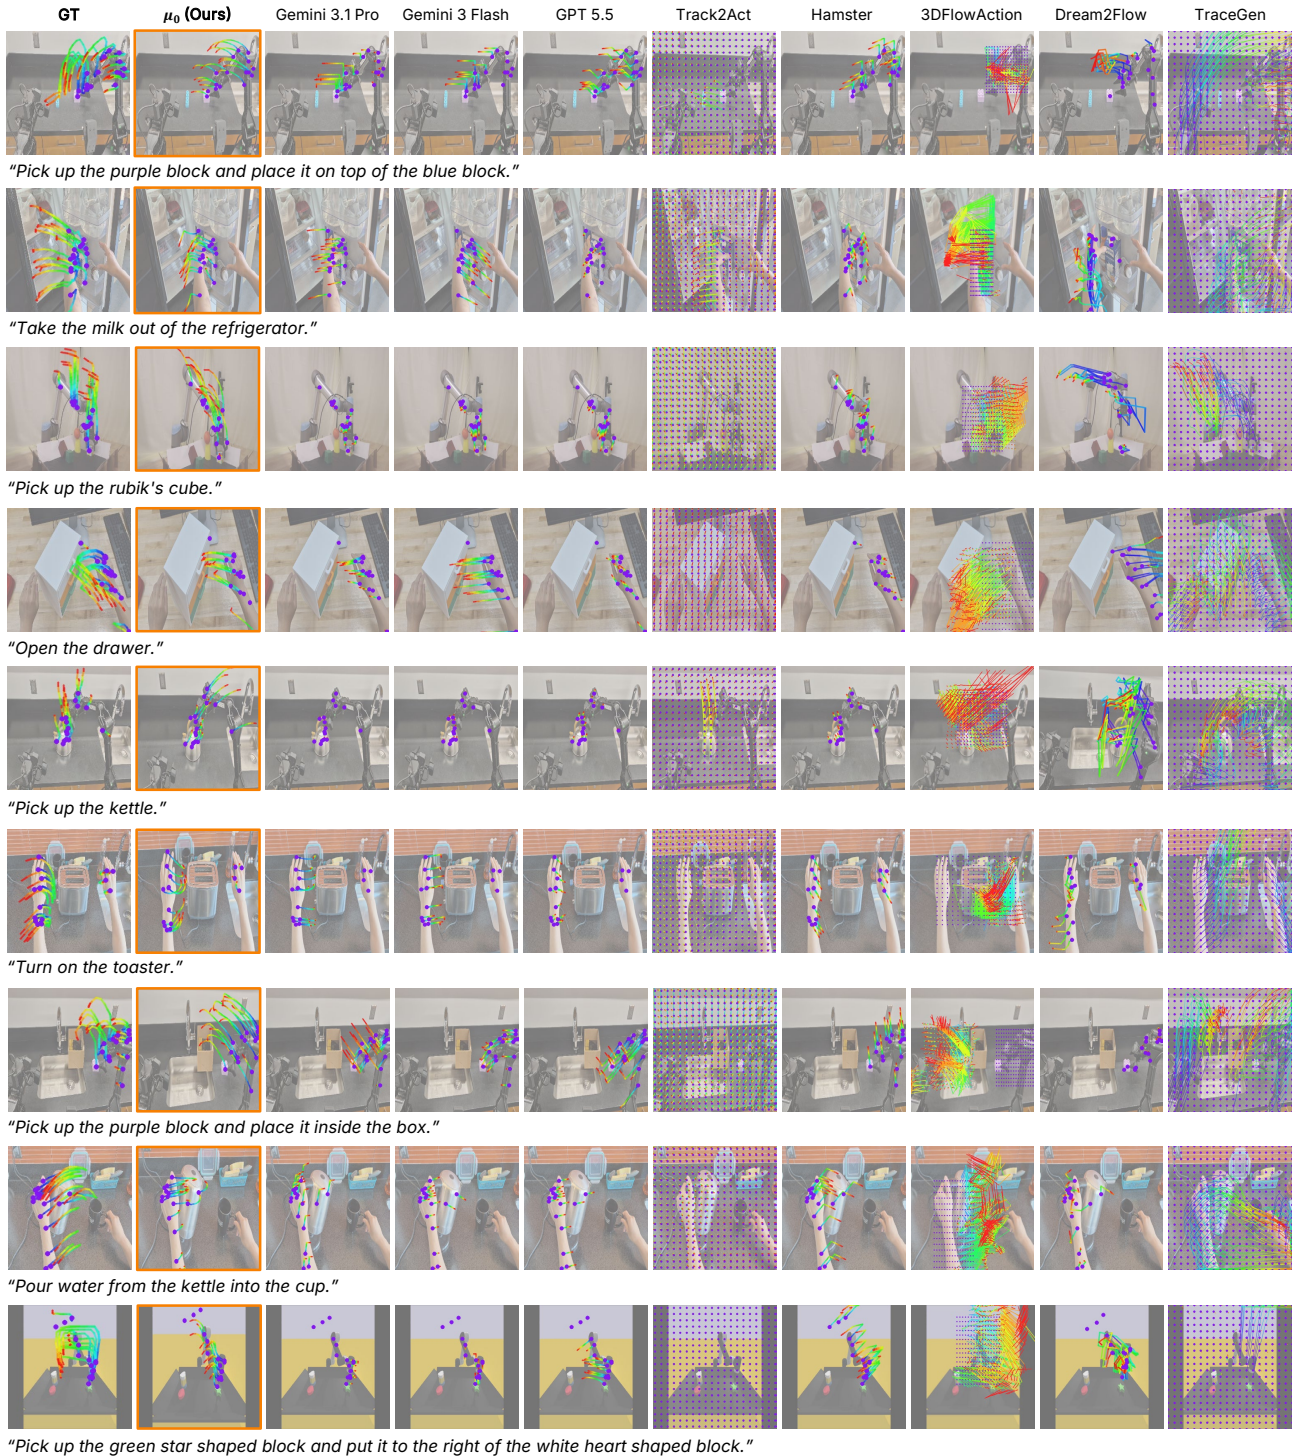 GT μ₀ (Ours) Gemini 3.1 Pro Gemini 3 Flash GPT 5.5 Track2Act Hamster 3DFlowAction Dream2Flow TraceGen
“Pick up the purple block and place it on top of the blue block.”
“Take the milk out of the refrigerator.”
“Pick up the rubik's cube.”
“Open the drawer.”
“Pick up the kettle.”
“Turn on the toaster.”
“Pick up the purple block and place it inside the box.”
“Pour water from the kettle into the cup.”
“Pick up the green star shaped block and put it to the right of the white heart shaped block.”